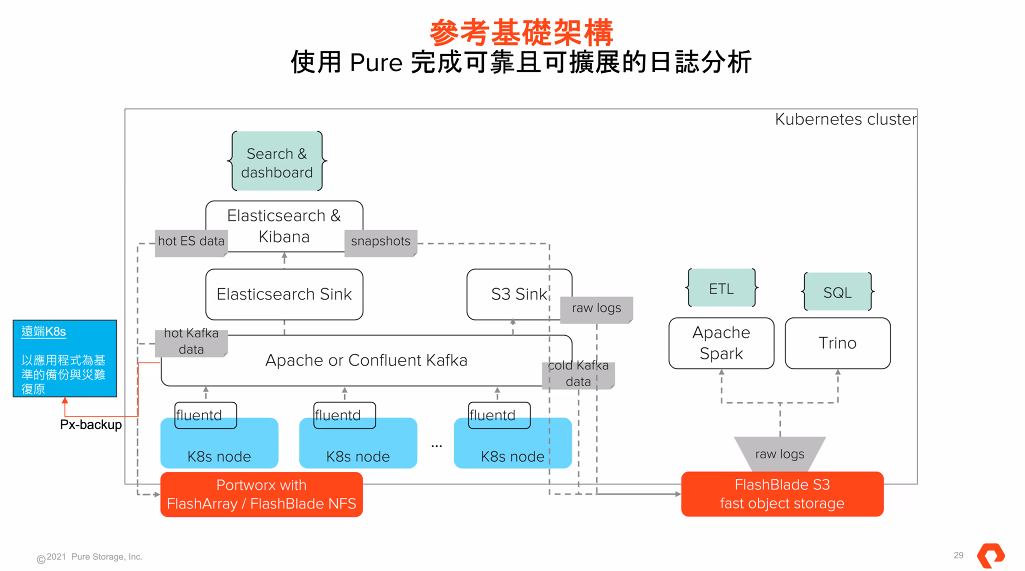 參考基礎架構
使用 Pure 完成可靠且可擴展的日誌分析
Kubernetes cluster
Search &
dashboard
Elasticsearch &
Kibana
hot ES data
snapshots
Elasticsearch Sink
S3 Sink
raw logs
ETL
SQL
Apache
Spark
Trino
遠端K8s
以應用程式為基
準的備份與災難
復原
Px-backup
hot Kafka
data
Apache or Confluent Kafka
cold Kafka
data
fluentd
fluentd
fluentd
K8s node
K8s node
...
K8s node
raw logs
Portworx with
FlashArray / FlashBlade NFS
FlashBlade S3
fast object storage
©2021 Pure Storage, Inc.
29